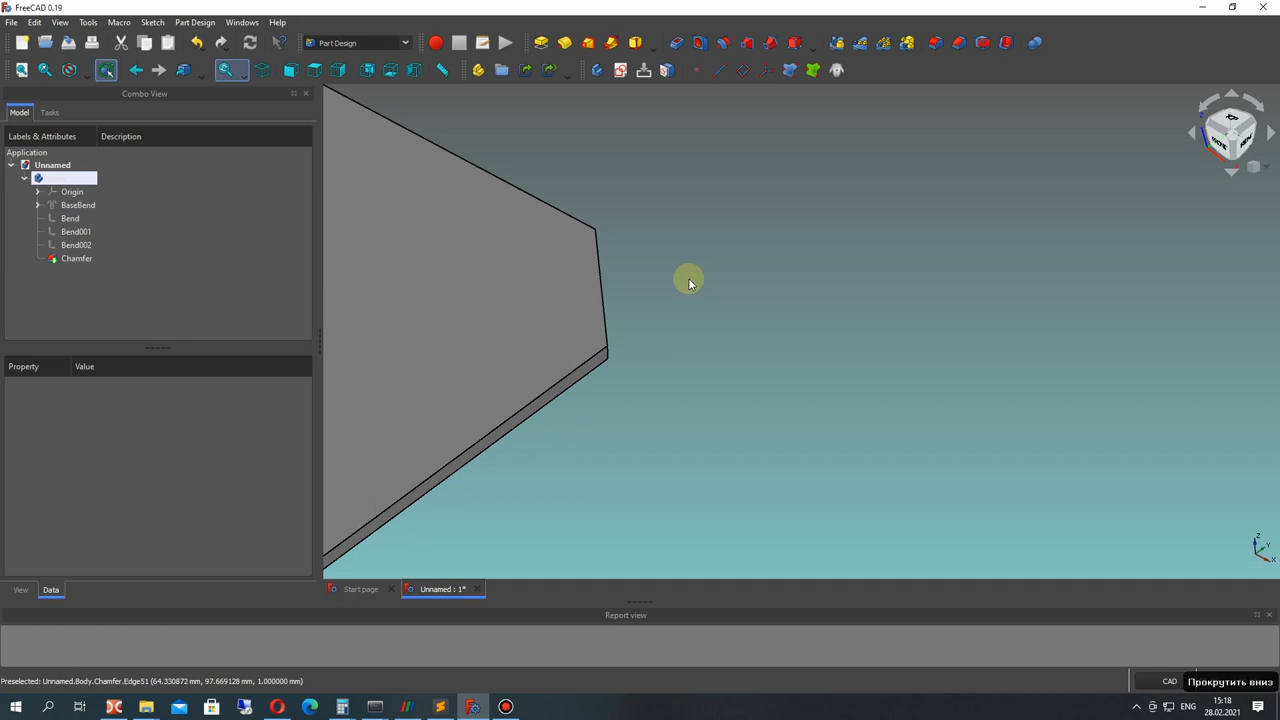 FreeCAD 0.19
File Edit View Tools Macro Sketch Part Design Windows Help
Part Design
Combo View
Model Tasks
Labels & Attributes Description
Application
Unnamed
Origin
BaseBend
Bend
Bend001
Bend002
Chamfer
Property Value
View Data
Start page Unnamed : 1*
Report view
Preselected: Unnamed.Body.Chamfer.Edge51 (64.330872 mm, 97.669128 mm, 1.000000 mm)
CAD
Прокрутить вниз
ENG
15:18
28.02.2021
TOP